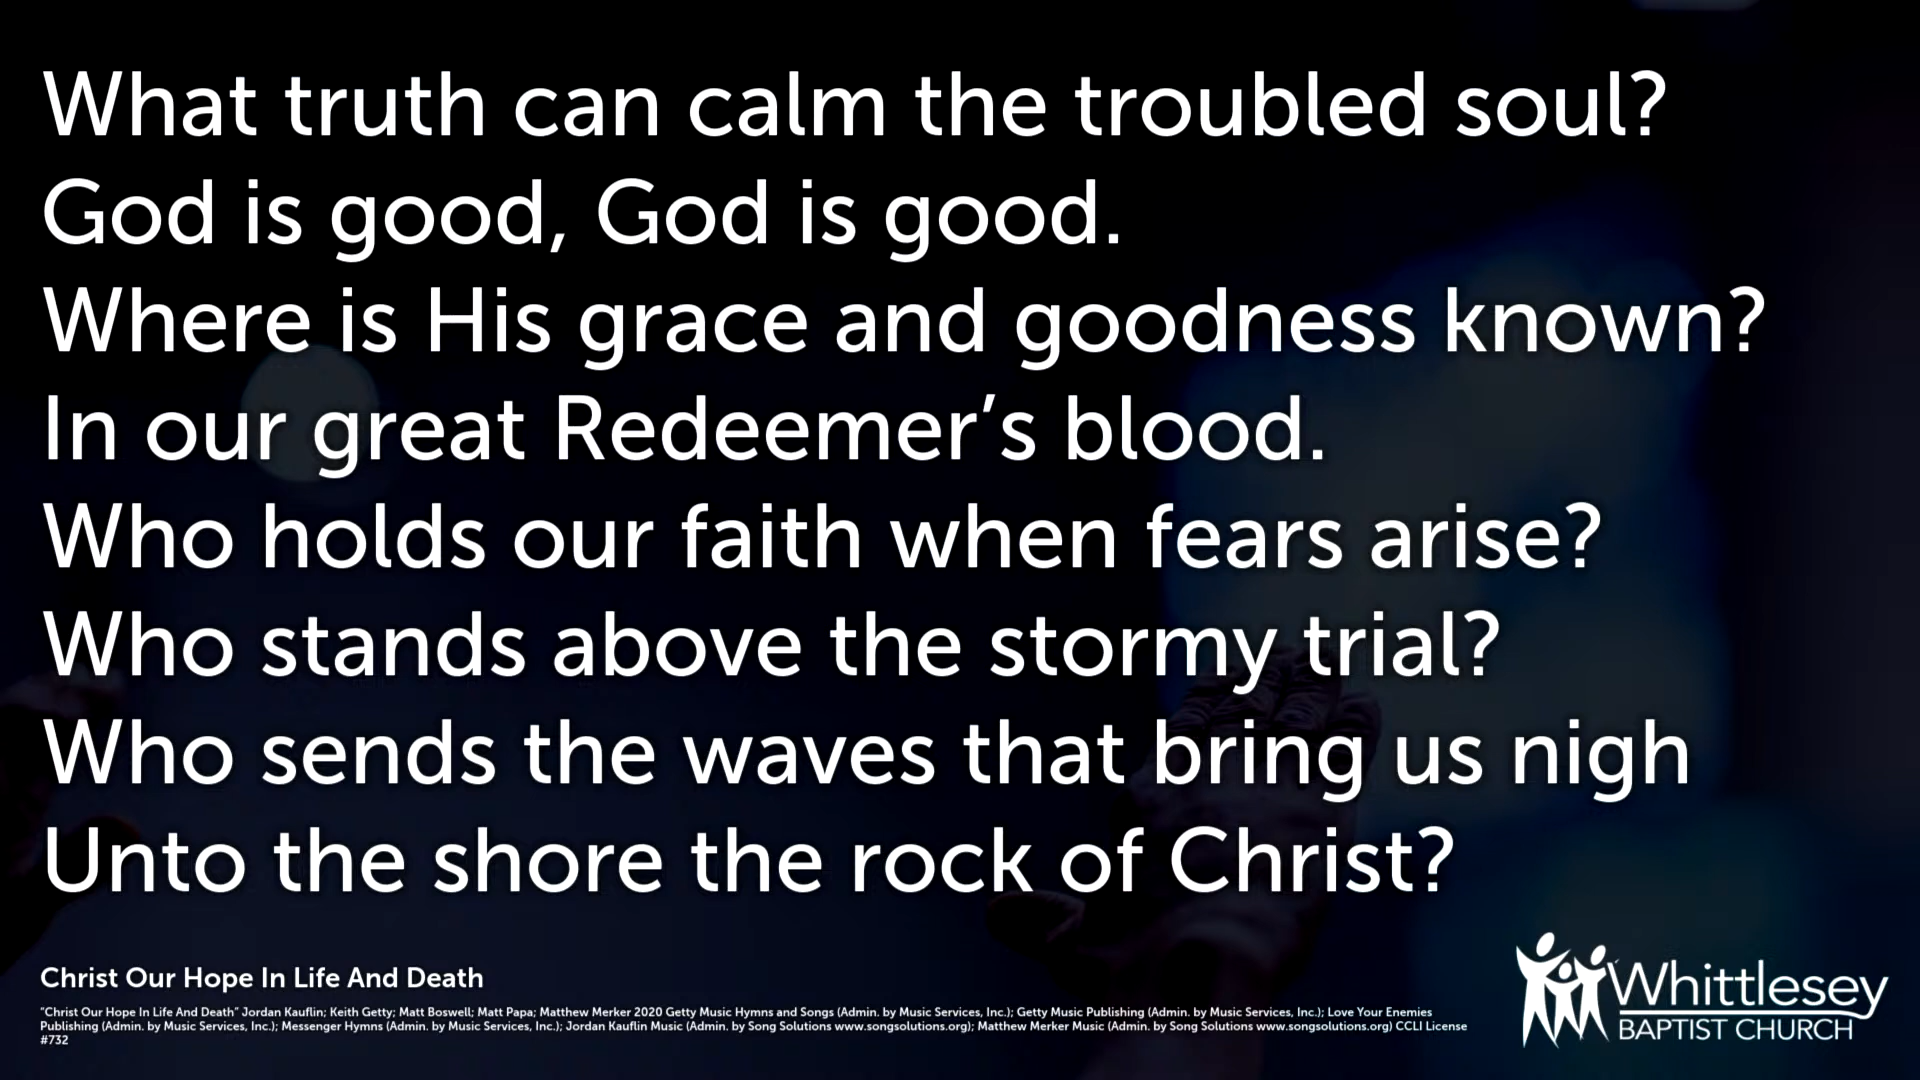 What truth can calm the troubled soul?
God is good, God is good.
Where is His grace and goodness known?
In our great Redeemer’s blood.
Who holds our faith when fears arise?
Who stands above the stormy trial?
Who sends the waves that bring us nigh
Unto the shore the rock of Christ?
Christ Our Hope In Life And Death
"Christ Our Hope In Life And Death" Jordan Kauflin; Keith Getty; Matt Boswell; Matt Papa; Matthew Merker 2020 Getty Music Hymns and Songs (Admin. by Music Services, Inc.); Getty Music Publishing (Admin. by Music Services, Inc.); Love Your Enemies
Publishing (Admin. by Music Services, Inc.); Messenger Hymns (Admin. by Music Services, Inc.); Jordan Kauflin Music (Admin. by Song Solutions www.songsolutions.org); Matthew Merker Music (Admin. by Song Solutions www.songsolutions.org) CCLI License
#732
Whittlesey
BAPTIST CHURCH